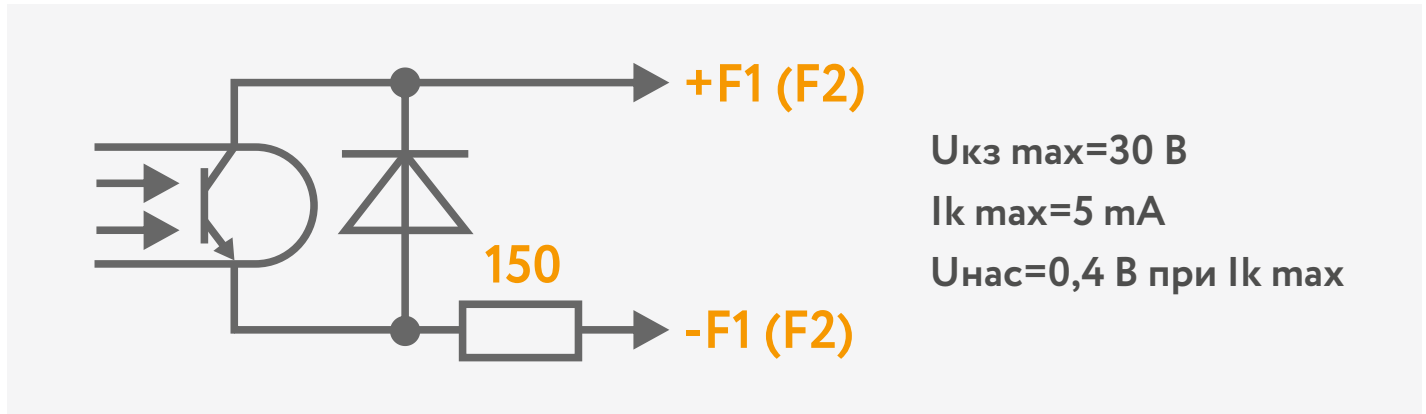 +F1 (F2)
150
-F1 (F2)
Uкз max=30 В
Ik max=5 mA
Uнас=0,4 В при Ik max